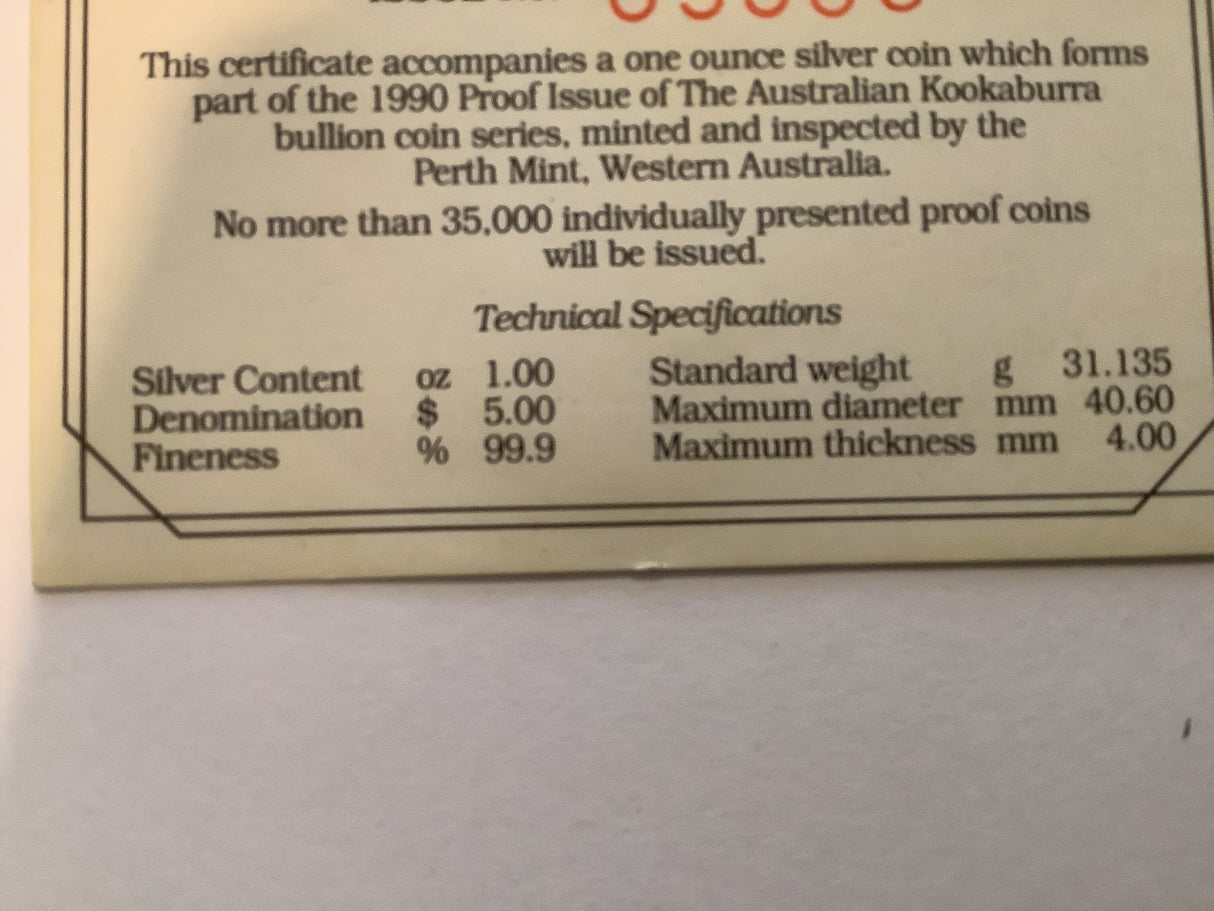 This certificate accompanies a one ounce silver coin which forms
part of the 1990 Proof Issue of The Australian Kookaburra
bullion coin series, minted and inspected by the
Perth Mint, Western Australia.
No more than 35,000 individually presented proof coins
will be issued.
Technical Specifications
Silver Content oz 1.00 Standard weight g 31.135
Denomination $ 5.00 Maximum diameter mm 40.60
Fineness % 99.9 Maximum thickness mm 4.00